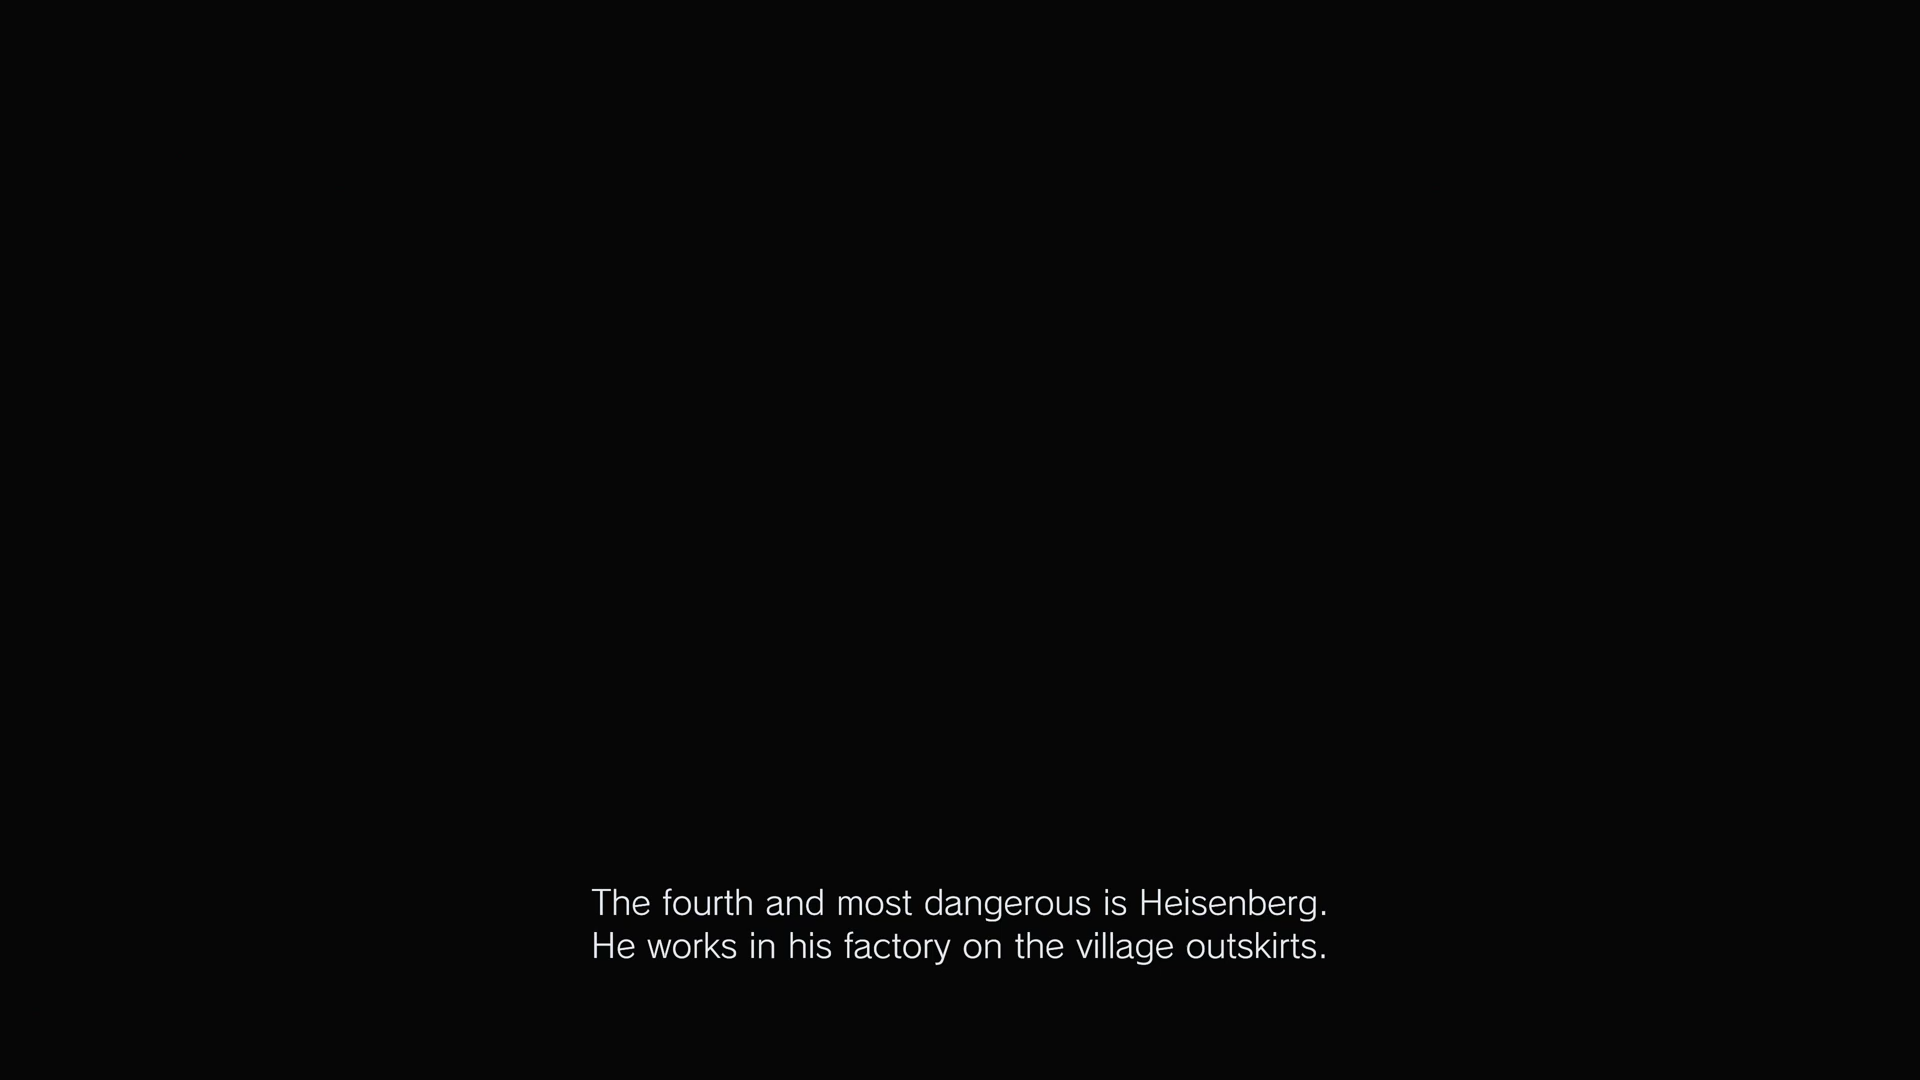 The fourth and most dangerous is Heisenberg.
He works in his factory on the village outskirts.